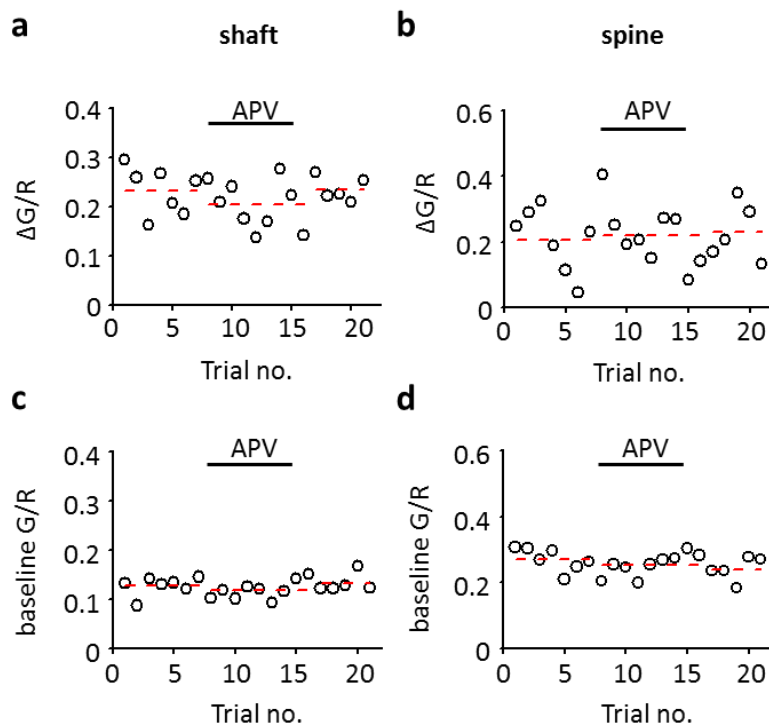 a
shaft
APV
0.4
0.3
0.2
0.1
0
ΔG/R
0 5 10 15 20
Trial no.
b
spine
APV
0.6
0.4
0.2
0
ΔG/R
0 5 10 15 20
Trial no.
c
APV
0.4
0.3
0.2
0.1
0
baseline G/R
0 5 10 15 20
Trial no.
d
APV
0.6
0.4
0.2
0
baseline G/R
0 5 10 15 20
Trial no.